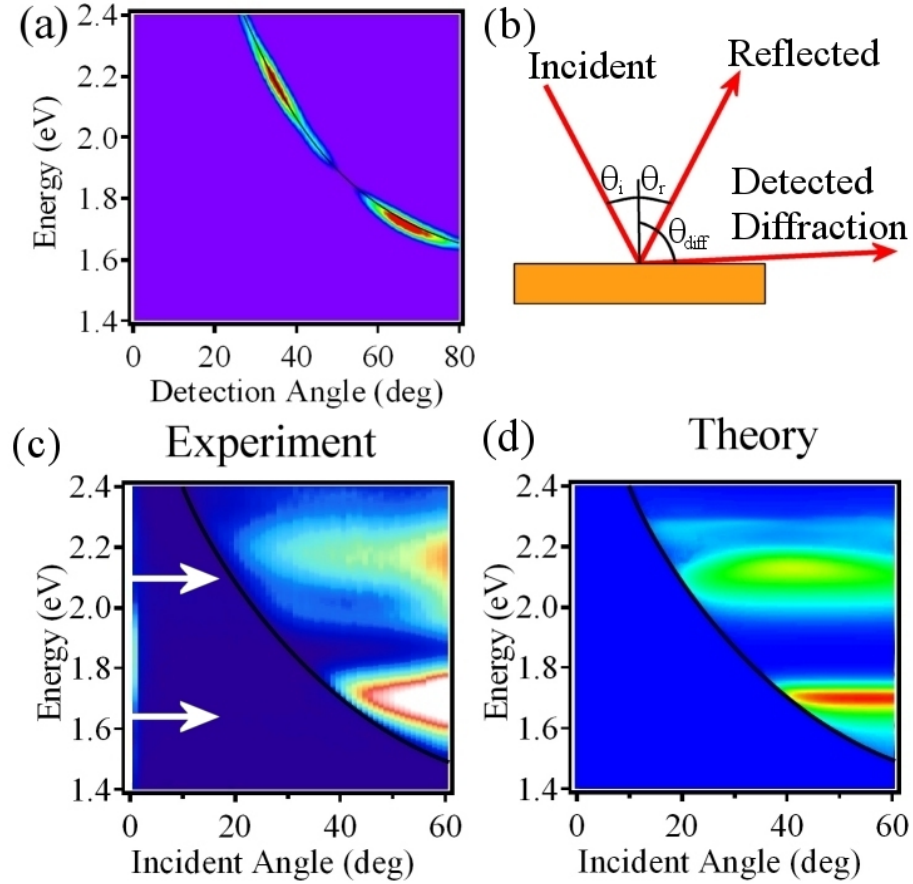 (a)
2.4
2.2
2.0
1.8
1.6
1.4
Energy (eV)
0 20 40 60 80
Detection Angle (deg)
(b)
Incident
Reflected
θi θr
θdiff
Detected
Diffraction
(c) Experiment
2.4
2.2
2.0
1.8
1.6
1.4
Energy (eV)
0 20 40 60
Incident Angle (deg)
(d) Theory
2.4
2.2
2.0
1.8
1.6
1.4
Energy (eV)
0 20 40 60
Incident Angle (deg)